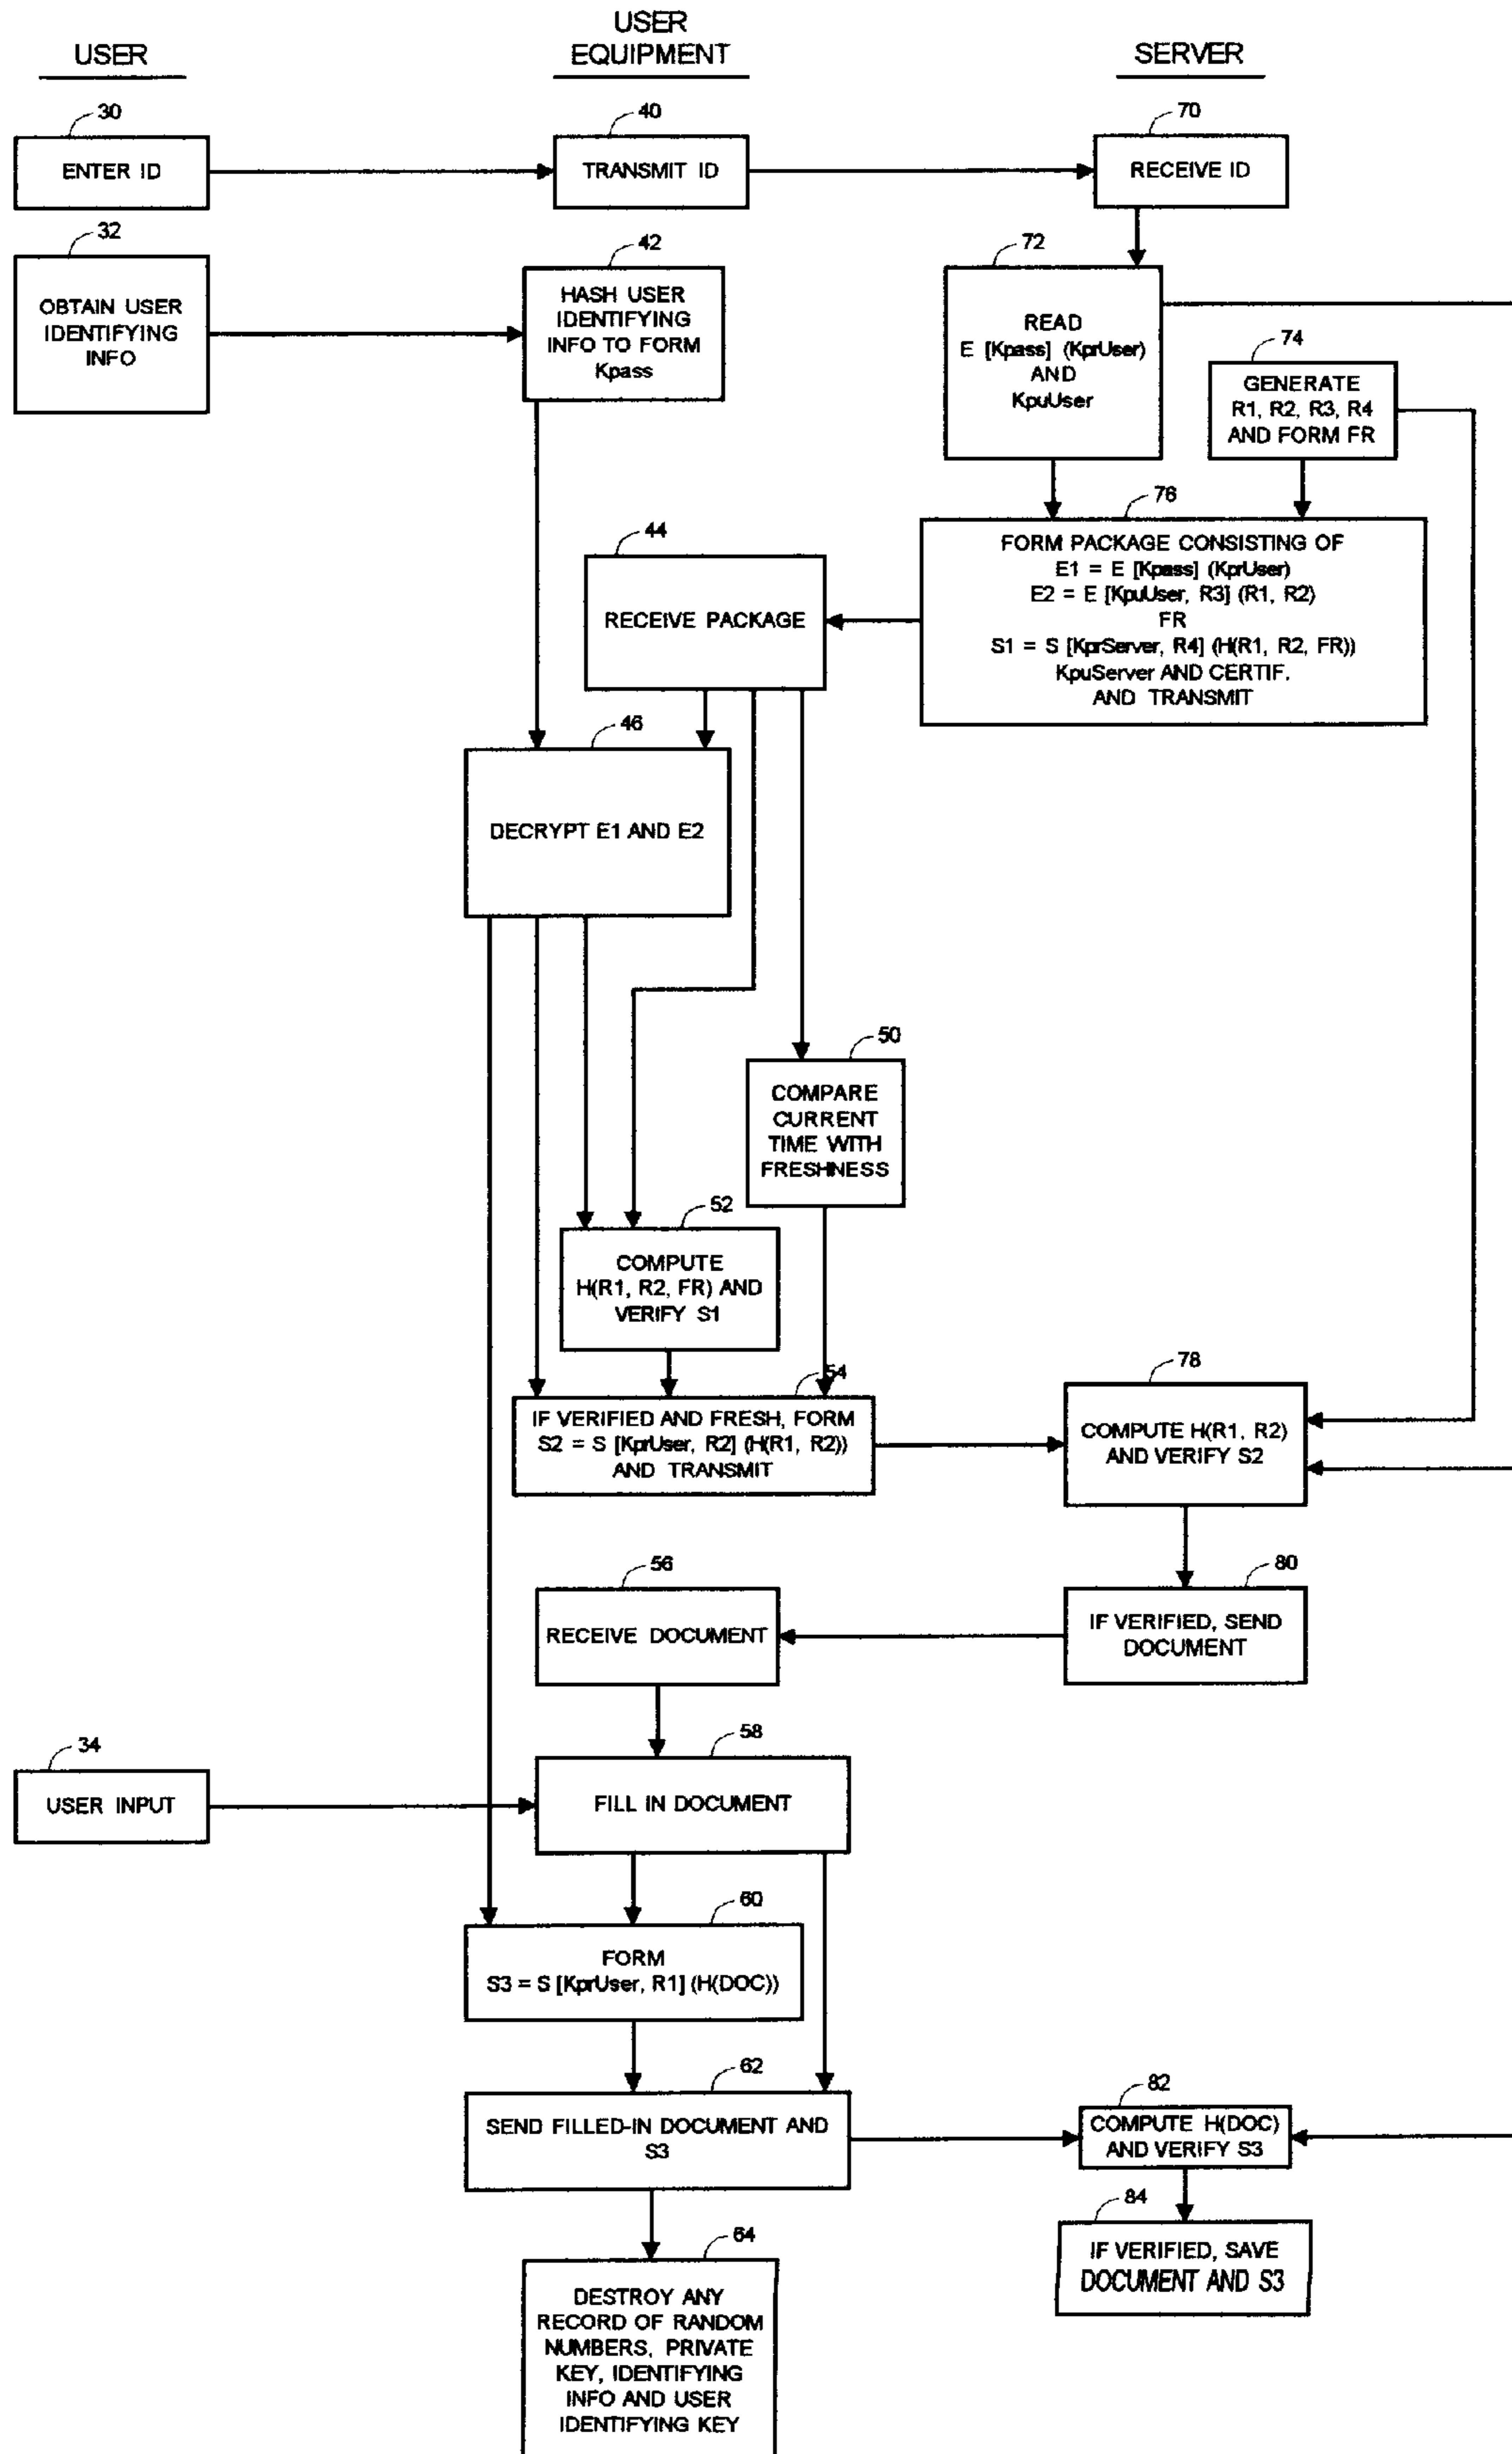 USER
USER
EQUIPMENT
SERVER
30
ENTER ID
40
TRANSMIT ID
70
RECEIVE ID
32
OBTAIN USER
IDENTIFYING
INFO
42
HASH USER
IDENTIFYING
INFO TO FORM
Kpass
72
READ
E [Kpass] (KprUser)
AND
KpuUser
74
GENERATE
R1, R2, R3, R4
AND FORM FR
76
FORM PACKAGE CONSISTING OF
E1 = E [Kpass] (KprUser)
E2 = E [KpuUser, R3] (R1, R2)
FR
S1 = S [KprServer, R4] (H(R1, R2, FR))
KpuServer AND CERTIF.
AND TRANSMIT
44
RECEIVE PACKAGE
46
DECRYPT E1 AND E2
50
COMPARE
CURRENT
TIME WITH
FRESHNESS
52
COMPUTE
H(R1, R2, FR) AND
VERIFY S1
54
IF VERIFIED AND FRESH, FORM
S2 = S [KprUser, R2] (H(R1, R2))
AND TRANSMIT
78
COMPUTE H(R1, R2)
AND VERIFY S2
80
IF VERIFIED, SEND
DOCUMENT
56
RECEIVE DOCUMENT
34
USER INPUT
58
FILL IN DOCUMENT
60
FORM
S3 = S [KprUser, R1] (H(DOC))
62
SEND FILLED-IN DOCUMENT AND
S3
82
COMPUTE H(DOC)
AND VERIFY S3
84
IF VERIFIED, SAVE
DOCUMENT AND S3
64
DESTROY ANY
RECORD OF RANDOM
NUMBERS, PRIVATE
KEY, IDENTIFYING
INFO AND USER
IDENTIFYING KEY